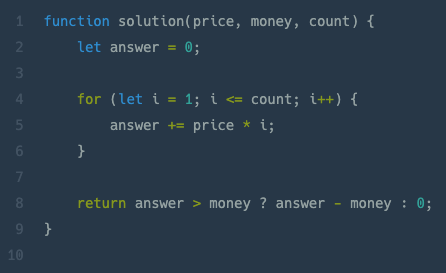 1 function solution(price, money, count) {
2     let answer = 0;
3
4     for (let i = 1; i <= count; i++) {
5         answer += price * i;
6     }
7
8     return answer > money ? answer - money : 0;
9 }
10